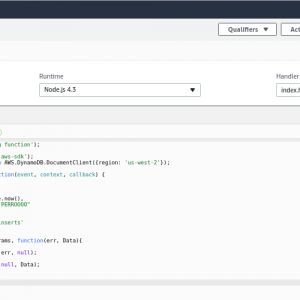 Qualifiers ▼
Act
Runtime
Handler
Node.js 4.3
index.h
g function');
aws-sdk');
AWS.DynamoDB.DocumentClient({region: 'us-west-2'});
ction(event, context, callback) {
e.now(),
PERROOOO"
inserts'
rams, function(err, Data){
err, null);
null, Data);